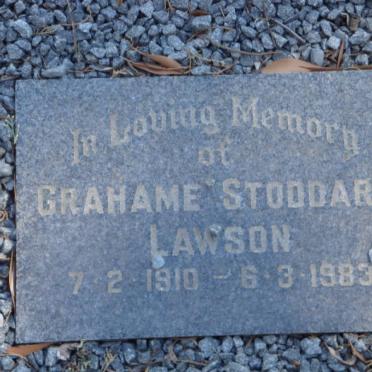 In Loving Memory
of
GRAHAME STODDAR
LAWSON
7-2-1910 - 6-3-1983